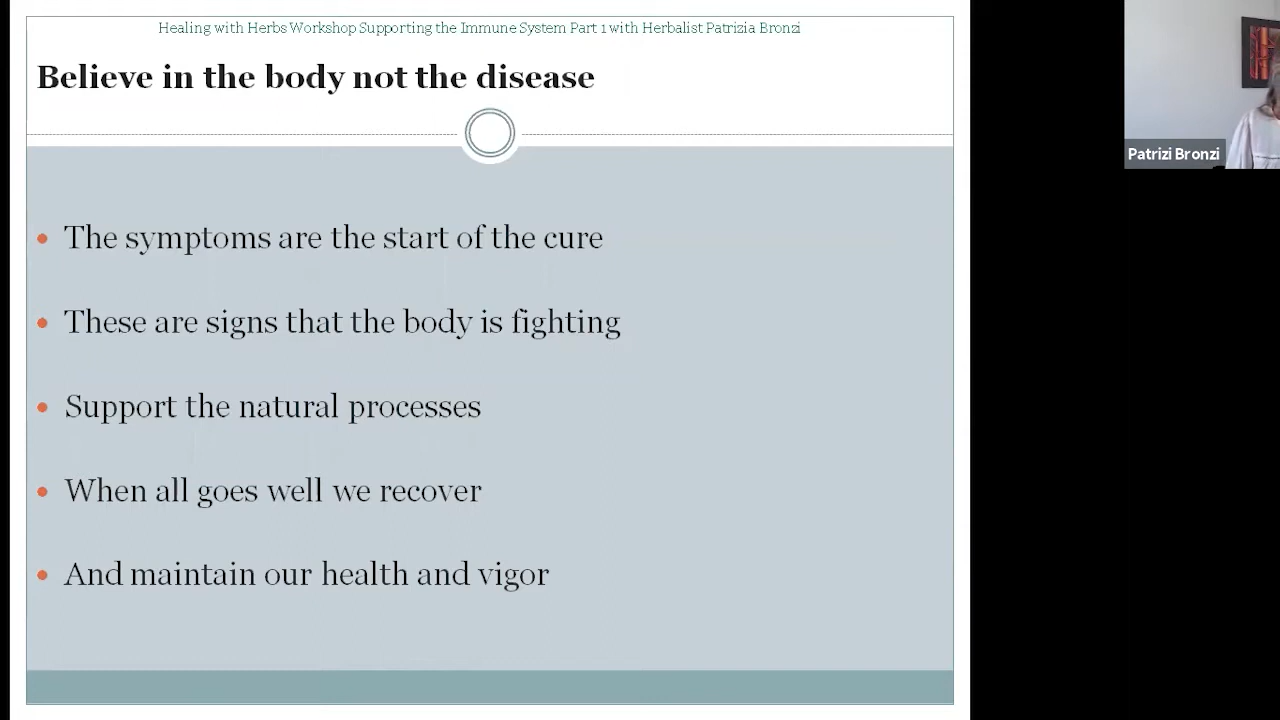 Healing with Herbs Workshop Supporting the Immune System Part 1 with Herbalist Patrizia Bronzi
Believe in the body not the disease
Patrizi Bronzi
• The symptoms are the start of the cure
• These are signs that the body is fighting
• Support the natural processes
• When all goes well we recover
• And maintain our health and vigor